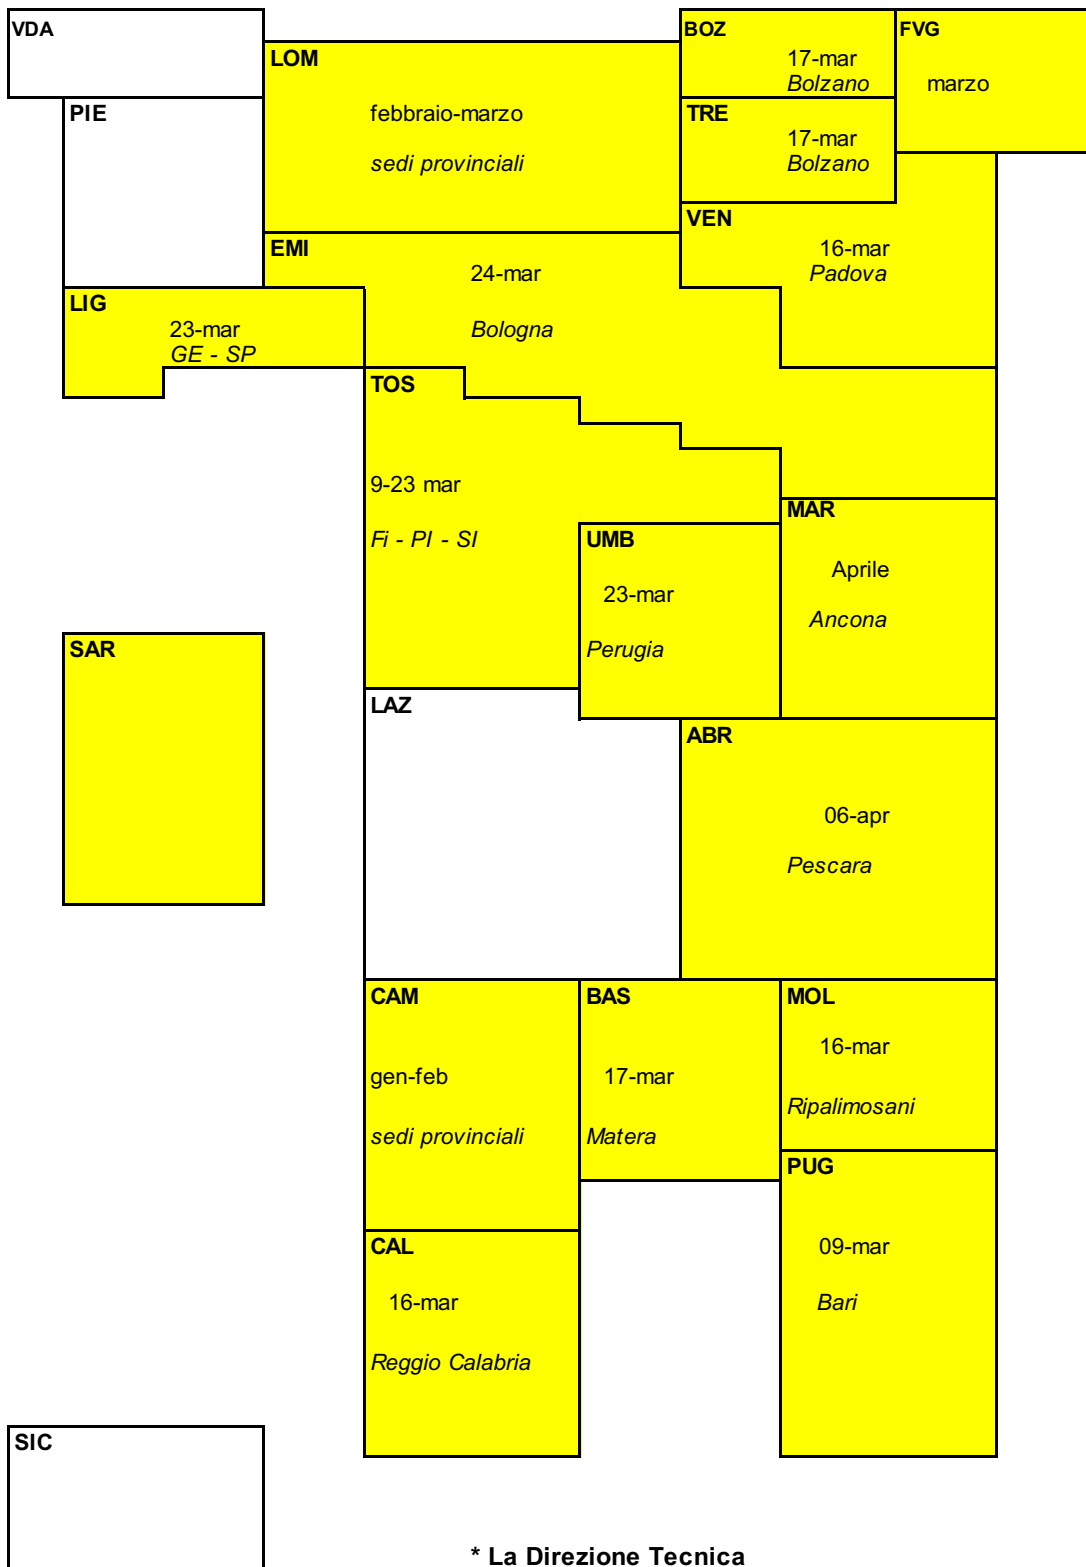 VDA
BOZ
17-mar
Bolzano
FVG
marzo
LOM
febbraio-marzo
sedi provinciali
PIE
TRE
17-mar
Bolzano
VEN
16-mar
Padova
EMI
24-mar
Bologna
LIG
23-mar
GE - SP
TOS
9-23 mar
Fi - PI - SI
MAR
Aprile
Ancona
UMB
23-mar
Perugia
SAR
LAZ
ABR
06-apr
Pescara
CAM
gen-feb
sedi provinciali
BAS
17-mar
Matera
MOL
16-mar
Ripalimosani
PUG
09-mar
Bari
CAL
16-mar
Reggio Calabria
SIC
* La Direzione Tecnica